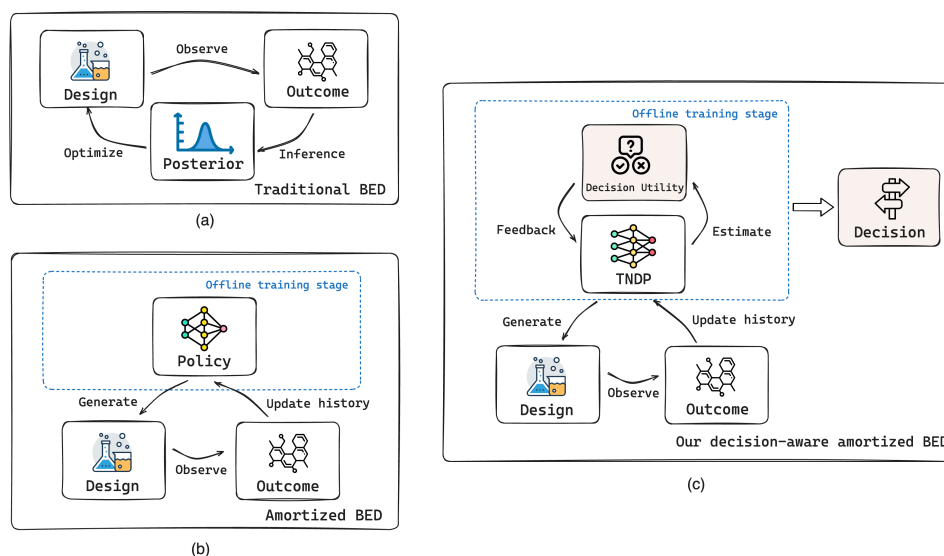 Observe
Design
Outcome
Optimize
Posterior
Inference
Traditional BED
(a)
Offline training stage
Policy
Generate
Update history
Design
Observe
Outcome
Amortized BED
(b)
Offline training stage
?
Decision Utility
Feedback
Estimate
TNDP
Decision
Generate
Update history
Design
Observe
Outcome
Our decision-aware amortized BED
(c)